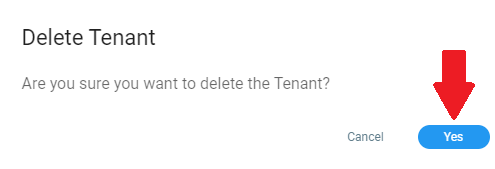 Delete Tenant
Are you sure you want to delete the Tenant?
Cancel Yes